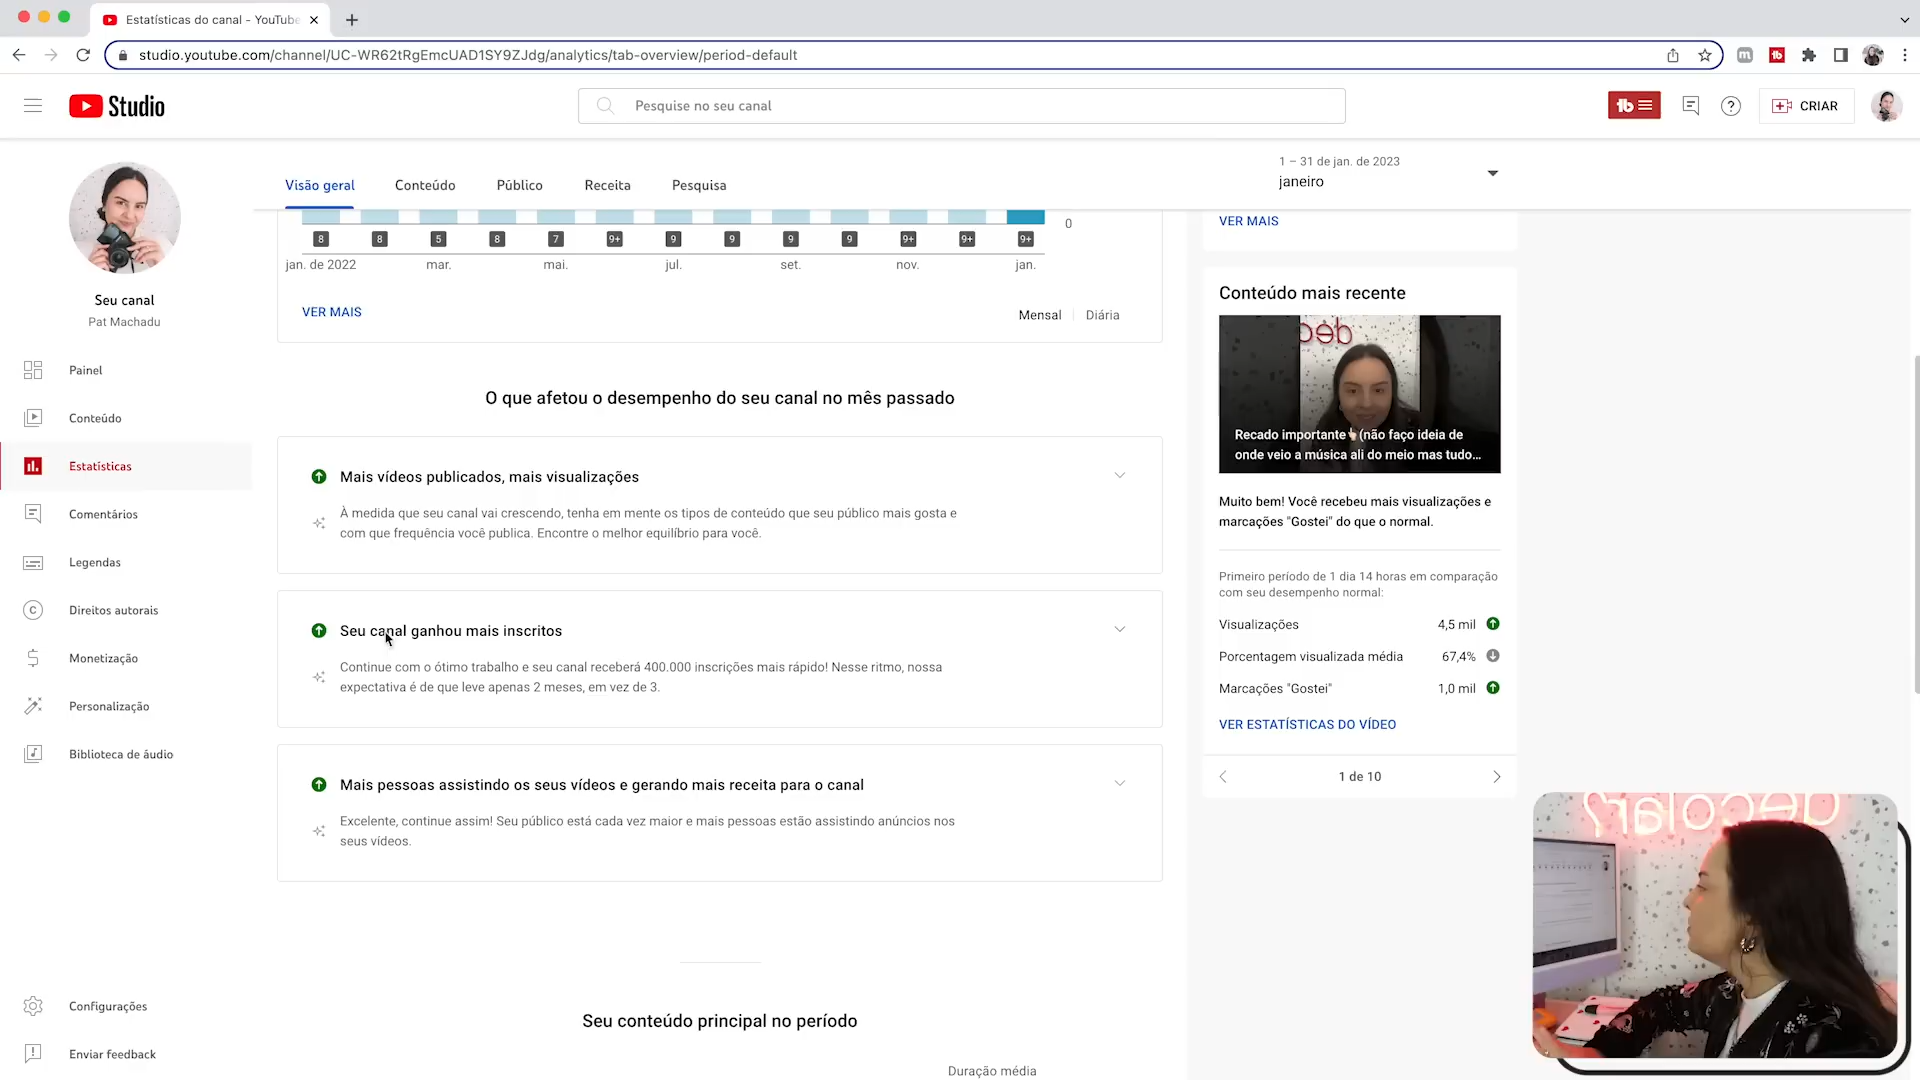 Estatísticas do canal - YouTube
studio.youtube.com/channel/UC-WR62tRgEmcUAD1SY9ZJdg/analytics/tab-overview/period-default
Studio
Pesquise no seu canal
CRIAR
Seu canal
Pat Machadu
Painel
Conteúdo
Estatísticas
Comentários
Legendas
Direitos autorais
Monetização
Personalização
Biblioteca de áudio
Configurações
Enviar feedback
Visão geral Conteúdo Público Receita Pesquisa
1 – 31 de jan. de 2023
janeiro
0
8 8 5 8 7 9+ 9 9 9 9 9+ 9+ 9+
jan. de 2022 mar. mai. jul. set. nov. jan.
VER MAIS
Mensal Diária
O que afetou o desempenho do seu canal no mês passado
Mais vídeos publicados, mais visualizações
À medida que seu canal vai crescendo, tenha em mente os tipos de conteúdo que seu público mais gosta e
com que frequência você publica. Encontre o melhor equilíbrio para você.
Seu canal ganhou mais inscritos
Continue com o ótimo trabalho e seu canal receberá 400.000 inscrições mais rápido! Nesse ritmo, nossa
expectativa é de que leve apenas 2 meses, em vez de 3.
Mais pessoas assistindo os seus vídeos e gerando mais receita para o canal
Excelente, continue assim! Seu público está cada vez maior e mais pessoas estão assistindo anúncios nos
seus vídeos.
Seu conteúdo principal no período
Duração média
VER MAIS
Conteúdo mais recente
Recado importante (não faço ideia de
onde veio a música ali do meio mas tudo...
Muito bem! Você recebeu mais visualizações e
marcações "Gostei" do que o normal.
Primeiro período de 1 dia 14 horas em comparação
com seu desempenho normal:
Visualizações 4,5 mil
Porcentagem visualizada média 67,4%
Marcações "Gostei" 1,0 mil
VER ESTATÍSTICAS DO VÍDEO
1 de 10
decolar?